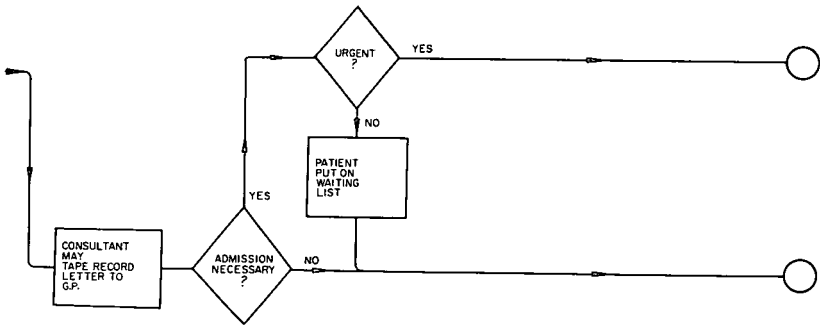 CONSULTANT
MAY
TAPE RECORD
LETTER TO
G.P.
ADMISSION
NECESSARY
?
YES
NO
URGENT
?
YES
NO
PATIENT
PUT ON
WAITING
LIST